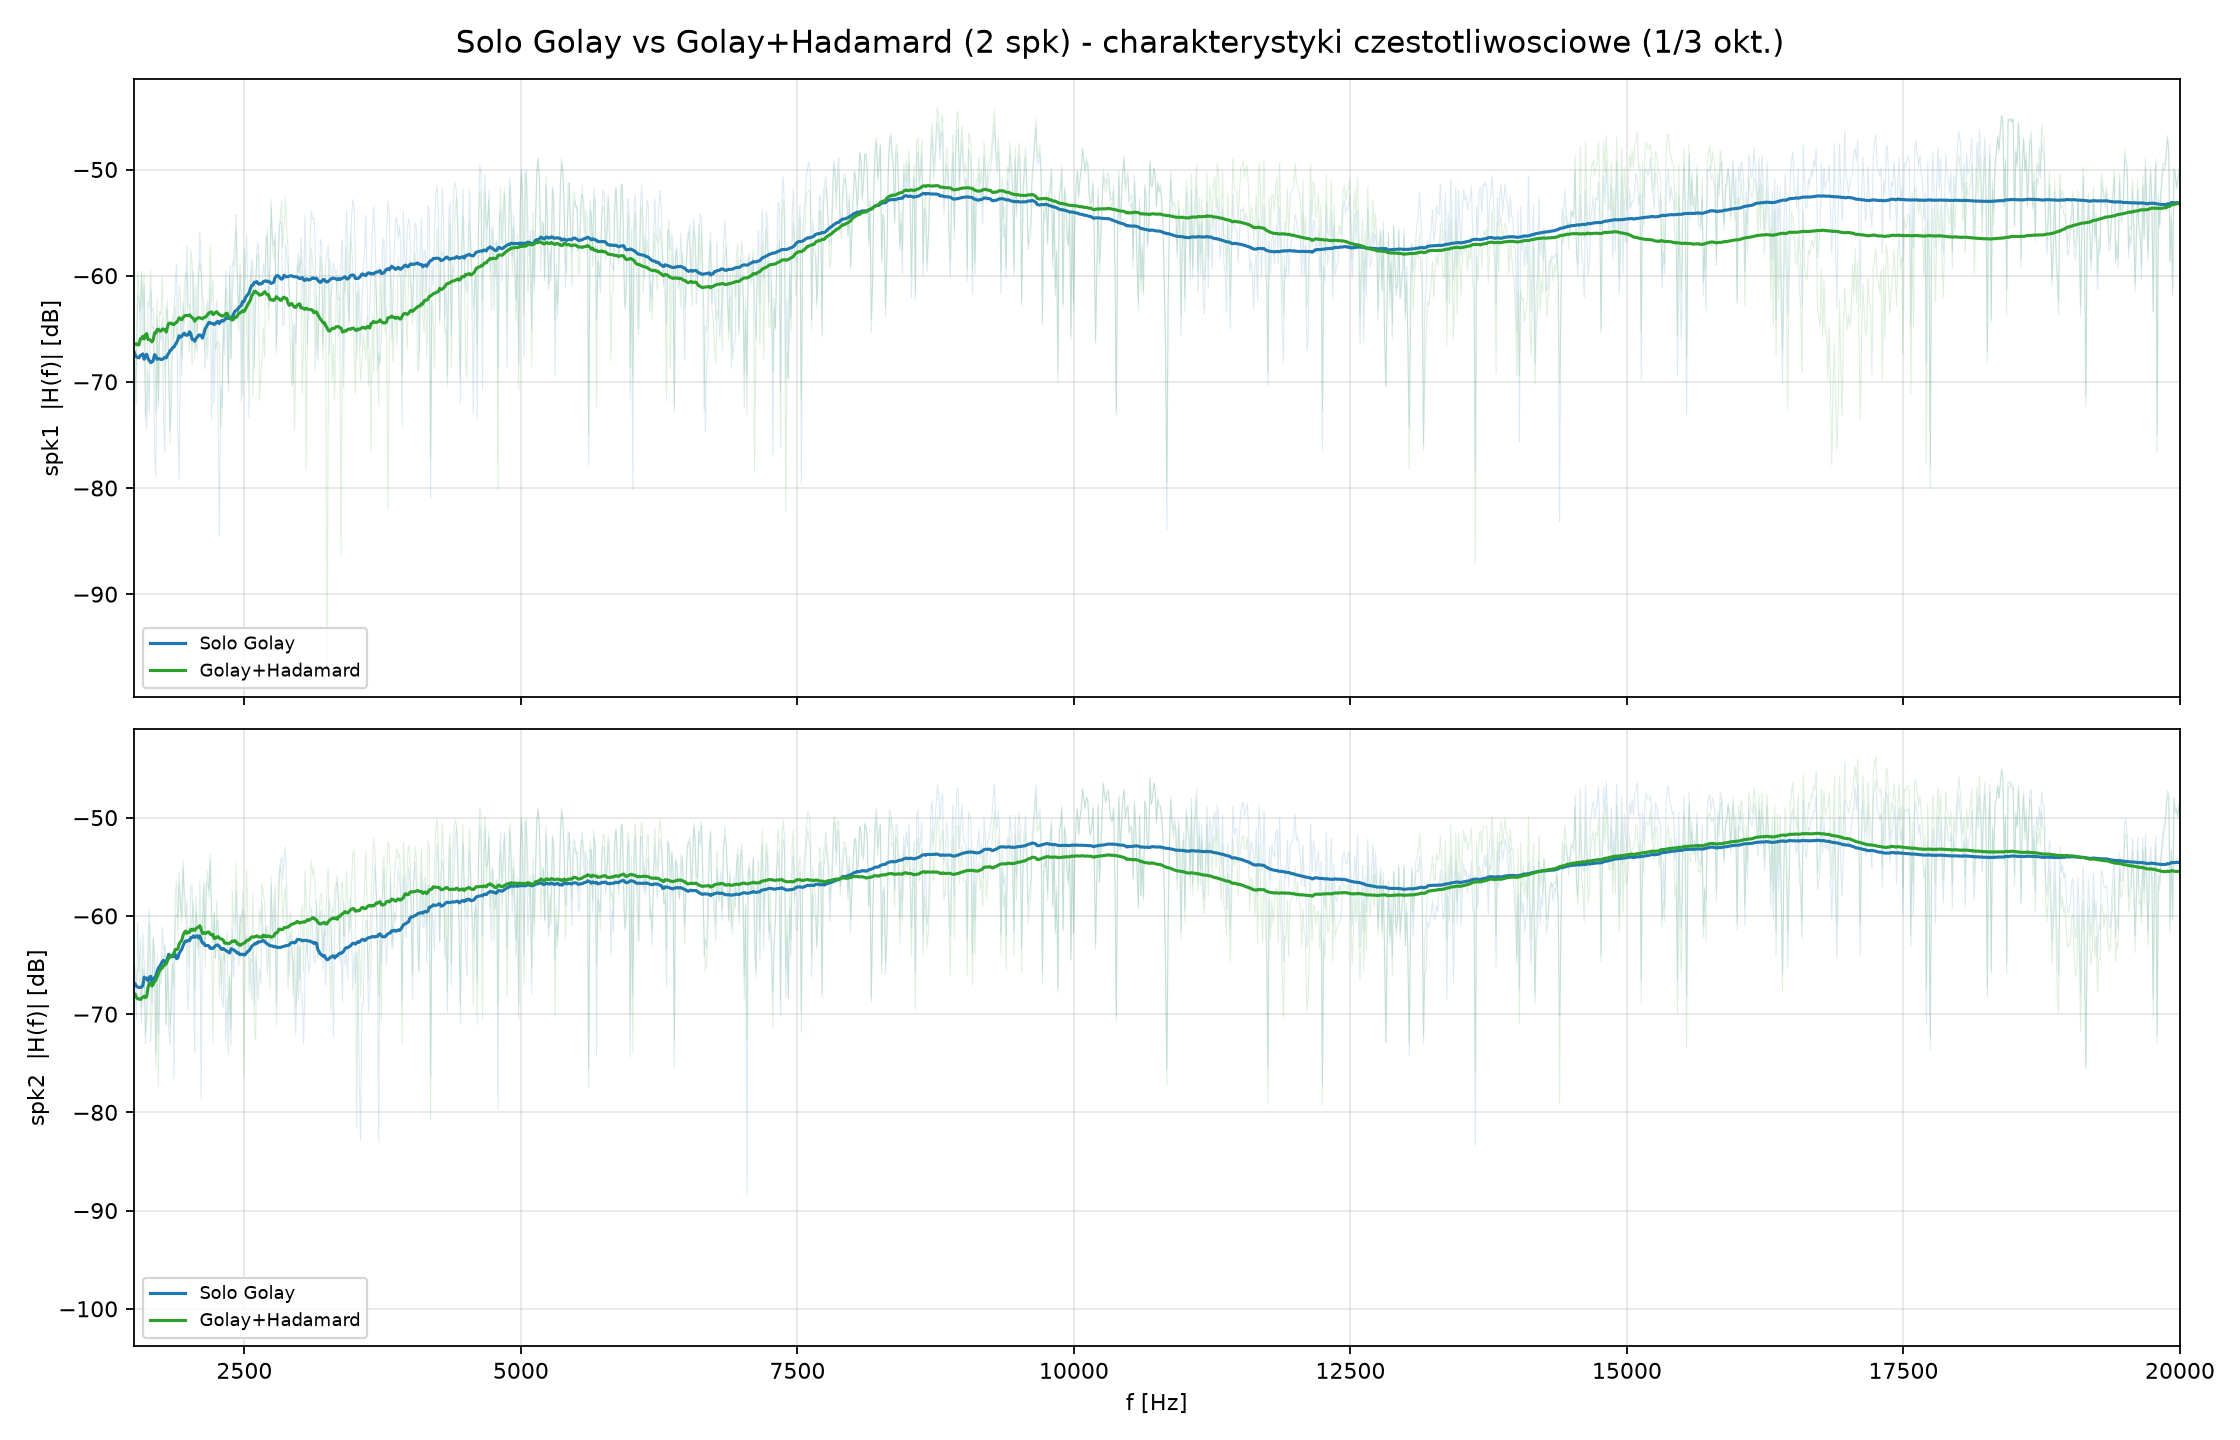 Solo Golay vs Golay+Hadamard (2 spk) - charakterystyki czestotliwosciowe (1/3 okt.)
spk1 |H(f)| [dB]
−50
−60
−70
−80
−90
Solo Golay
Golay+Hadamard
spk2 |H(f)| [dB]
−50
−60
−70
−80
−90
−100
Solo Golay
Golay+Hadamard
2500 5000 7500 10000 12500 15000 17500 20000
f [Hz]